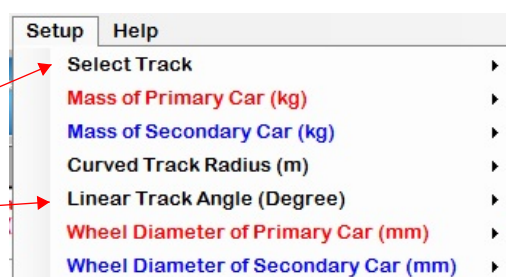 Setup Help
Select Track
Mass of Primary Car (kg)
Mass of Secondary Car (kg)
Curved Track Radius (m)
Linear Track Angle (Degree)
Wheel Diameter of Primary Car (mm)
Wheel Diameter of Secondary Car (mm)